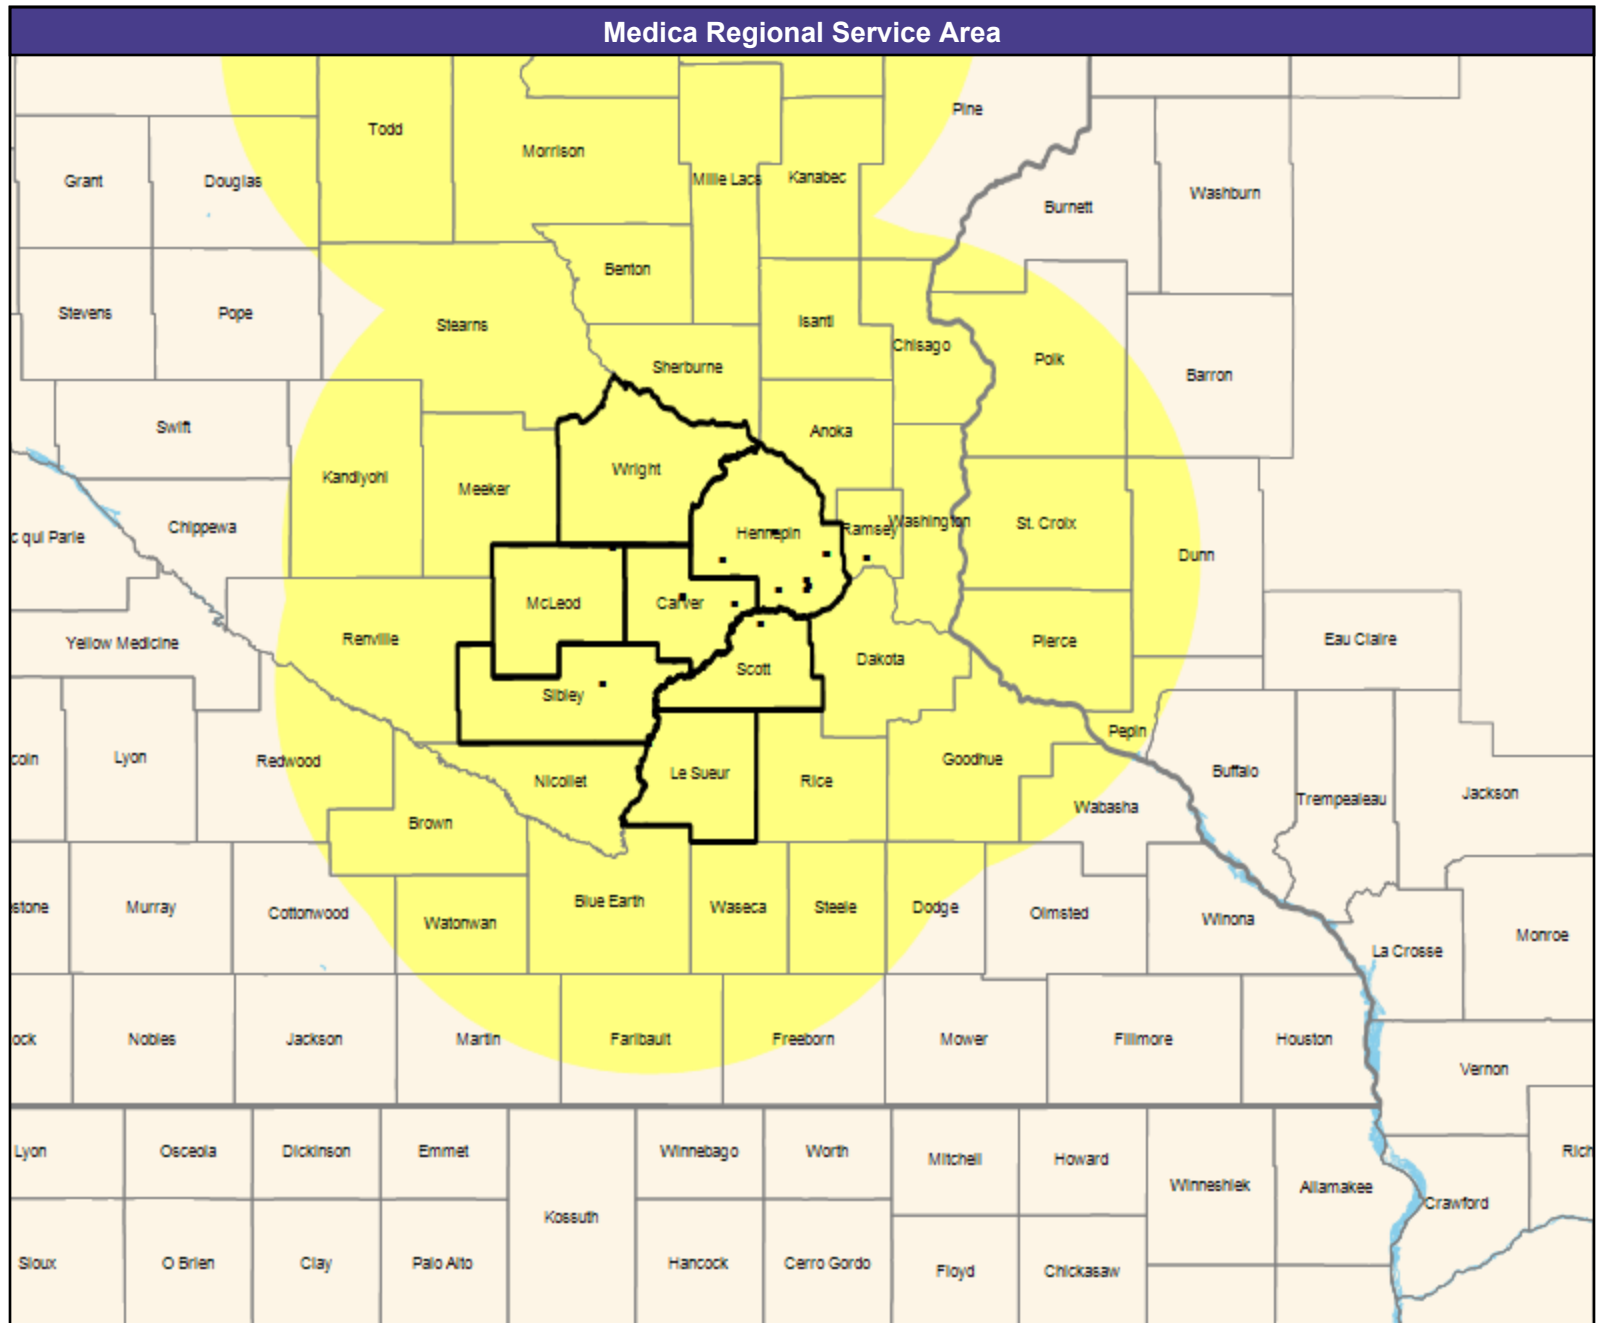 Medica Regional Service Area
Pine
Todd
Morrison
Mille Lacs
Kanabec
Grant
Douglas
Washburn
Burnett
Benton
Stevens
Pope
Stearns
Isanti
Chisago
Polk
Sherburne
Barron
Swift
Anoka
Wright
Kandiyohi
Meeker
Chippewa
Hennepin
Ramsey
Washington
St. Croix
c qui Parle
Dunn
McLeod
Carver
Yellow Medicine
Renville
Eau Claire
Pierce
Dakota
Scott
Sibley
Pepin
coln
Lyon
Redwood
Nicollet
Le Sueur
Rice
Goodhue
Buffalo
Trempealeau
Jackson
Wabasha
Brown
stone
Murray
Cottonwood
Watonwan
Blue Earth
Waseca
Steele
Dodge
Olmsted
Winona
Monroe
La Crosse
ock
Nobles
Jackson
Martin
Faribault
Freeborn
Mower
Fillmore
Houston
Vernon
Lyon
Osceola
Dickinson
Emmet
Winnebago
Worth
Mitchell
Howard
Rich
Winneshiek
Allamakee
Crawford
Kossuth
Sioux
O Brien
Clay
Palo Alto
Hancock
Cerro Gordo
Floyd
Chickasaw